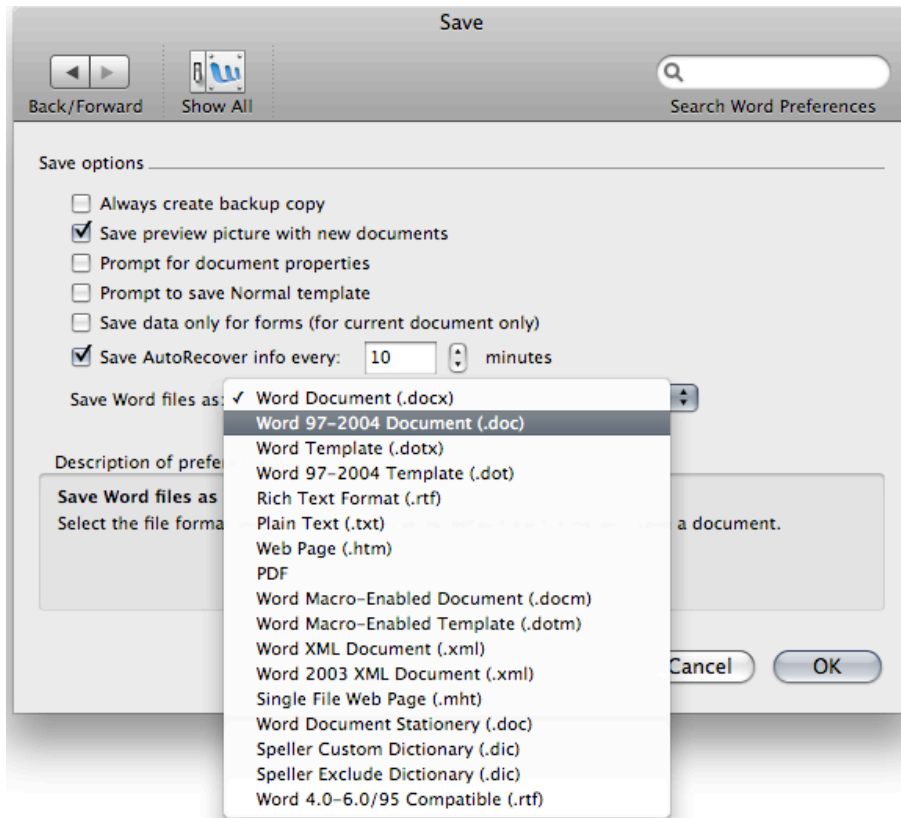 Save
Back/Forward Show All Search Word Preferences
Save options
Always create backup copy
Save preview picture with new documents
Prompt for document properties
Prompt to save Normal template
Save data only for forms (for current document only)
Save AutoRecover info every: 10 minutes
Save Word files as: ✓ Word Document (.docx)
Word 97-2004 Document (.doc)
Word Template (.dotx)
Description of prefer
Word 97-2004 Template (.dot)
Save Word files as
Rich Text Format (.rtf)
Select the file forma
Plain Text (.txt)
a document.
Web Page (.htm)
PDF
Word Macro-Enabled Document (.docm)
Word Macro-Enabled Template (.dotm)
Word XML Document (.xml)
Word 2003 XML Document (.xml)
Cancel OK
Single File Web Page (.mht)
Word Document Stationery (.doc)
Speller Custom Dictionary (.dic)
Speller Exclude Dictionary (.dic)
Word 4.0-6.0/95 Compatible (.rtf)